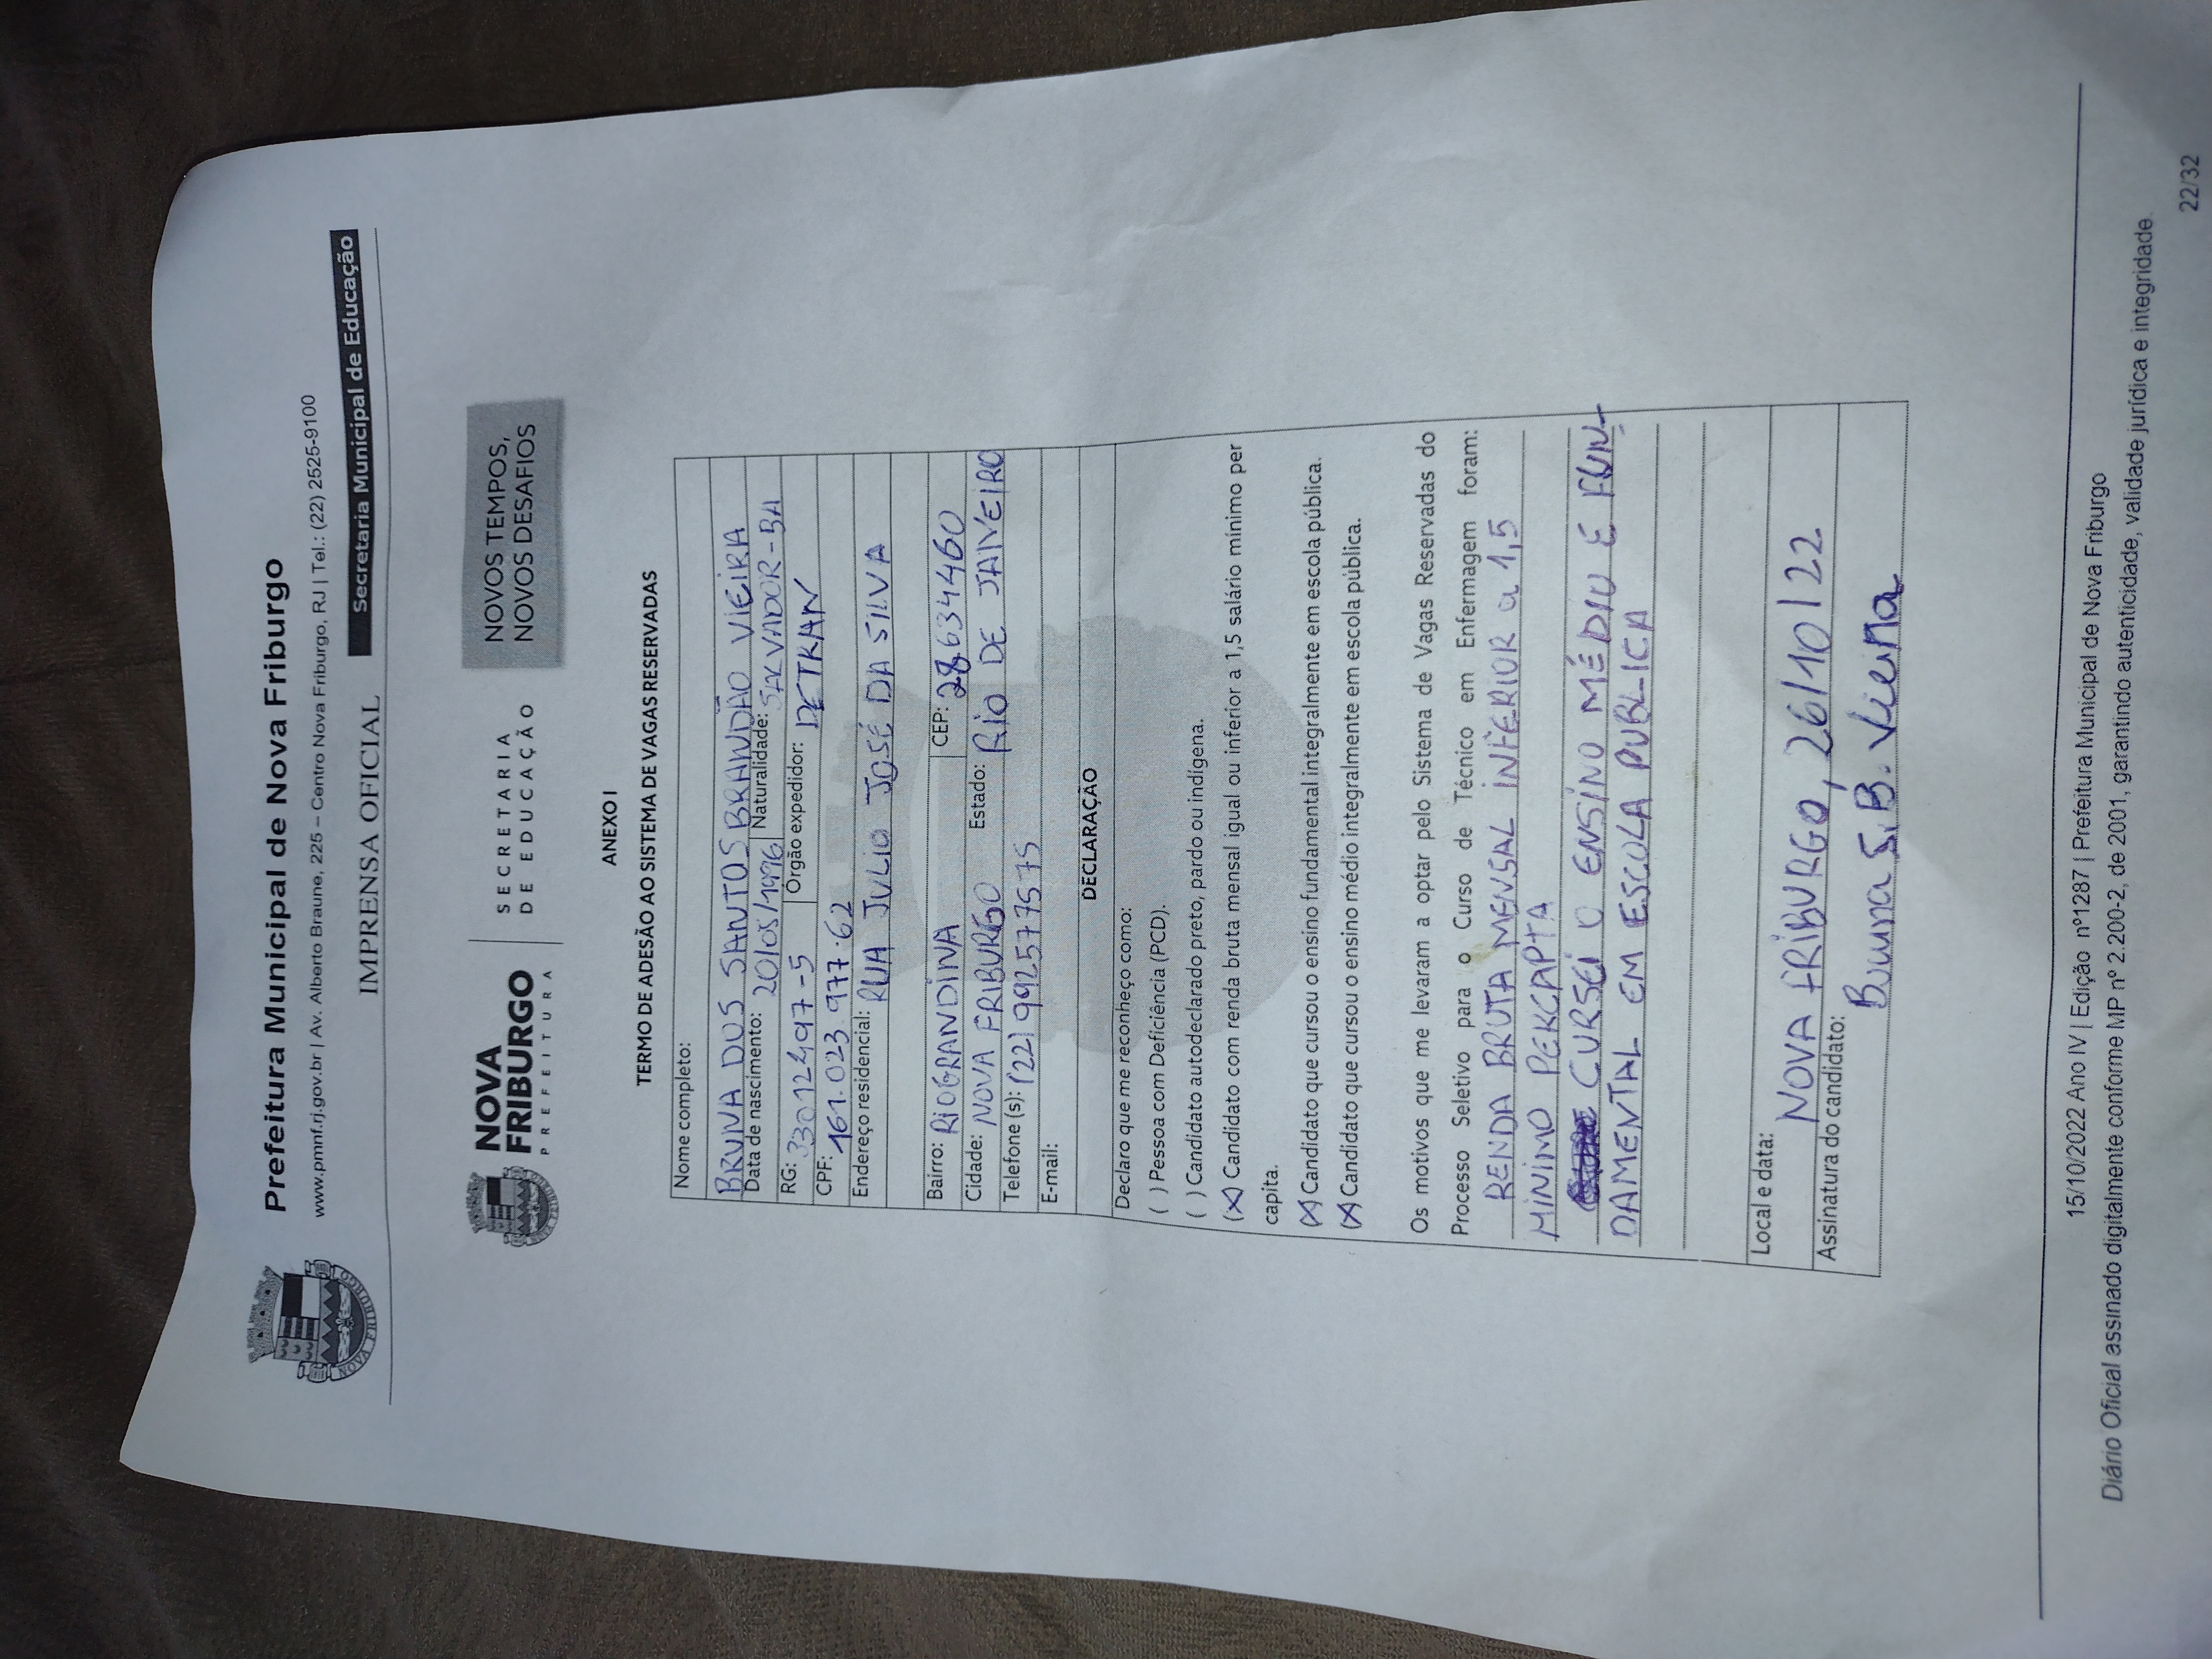 Prefeitura Municipal de Nova Friburgo
www.pmnf.rj.gov.br | Av. Alberto Braune, 225 – Centro Nova Friburgo, RJ | Tel.: (22) 2525-9100
IMPRENSA OFICIAL
Secretaria Municipal de Educação
NOVA FRIBURGO
NOVA
FRIBURGO
PREFEITURA
SECRETARIA
DE EDUCAÇÃO
NOVOS TEMPOS,
NOVOS DESAFIOS
ANEXO I
TERMO DE ADESÃO AO SISTEMA DE VAGAS RESERVADAS
Nome completo:
BRUNA DOS SANTOS BRANDÃO VIEIRA
Data de nascimento: 20/05/1996 Naturalidade: SALVADOR-BA
RG: 33012497-5 Órgão expedidor: DETRAN
CPF: 161.023.977-62
Endereço residencial: RUA JULIO JOSÉ DA SILVA
Bairro: RIOGRANDINA CEP: 28634460
Cidade: NOVA FRIBURGO Estado: RIO DE JANEIRO
Telefone (s): (22) 992577575
E-mail:
DECLARAÇÃO
Declaro que me reconheço como:
( ) Pessoa com Deficiência (PCD).
( ) Candidato autodeclarado preto, pardo ou indígena.
(X) Candidato com renda bruta mensal igual ou inferior a 1,5 salário mínimo per
capita.
(X) Candidato que cursou o ensino fundamental integralmente em escola pública.
(X) Candidato que cursou o ensino médio integralmente em escola pública.
Os motivos que me levaram a optar pelo Sistema de Vagas Reservadas do
Processo Seletivo para o Curso de Técnico em Enfermagem foram:
RENDA BRUTA MENSAL INFERIOR a 1,5
MINIMO PERCAPTA
CURSEI O ENSINO MÉDIO E FUN-
DAMENTAL EM ESCOLA PUBLICA
Local e data:
NOVA FRIBURGO, 26/10/22
Assinatura do candidato:
Bruna S. B. Vieira
15/10/2022 Ano IV | Edição nº1287 | Prefeitura Municipal de Nova Friburgo
Diário Oficial assinado digitalmente conforme MP nº 2.200-2, de 2001, garantindo autenticidade, validade jurídica e integridade.
22/32